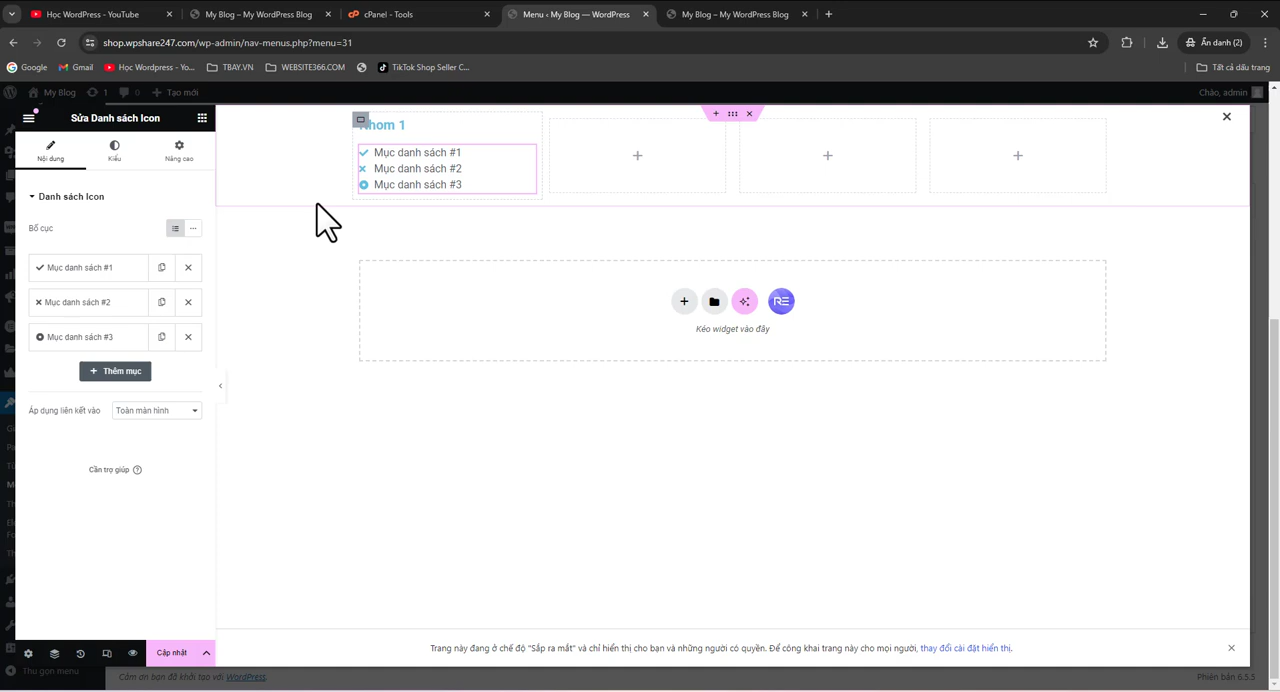 Học WordPress - YouTube
My Blog – My WordPress Blog
cPanel - Tools
Menu ‹ My Blog — WordPress
My Blog – My WordPress Blog
shop.wpshare247.com/wp-admin/nav-menus.php?menu=31
Ẩn danh (2)
Google
Gmail
Học Wordpress - Yo...
TBAY.VN
WEBSITE366.COM
TikTok Shop Seller C...
Tất cả dấu trang
My Blog
1
0
Tạo mới
Chào, admin
Sửa Danh sách Icon
Nội dung
Kiểu
Nâng cao
Danh sách Icon
Bố cục
Mục danh sách #1
Mục danh sách #2
Mục danh sách #3
Thêm mục
Áp dụng liên kết vào
Toàn màn hình
Cần trợ giúp
Cập nhật
Nhom 1
Mục danh sách #1
Mục danh sách #2
Mục danh sách #3
RE
Kéo widget vào đây
Trang này đang ở chế độ "Sắp ra mắt" và chỉ hiển thị cho bạn và những người có quyền. Để công khai trang này cho mọi người, thay đổi cài đặt hiển thị.
Thu gọn menu
Cảm ơn bạn đã khởi tạo với WordPress.
Phiên bản 6.5.5